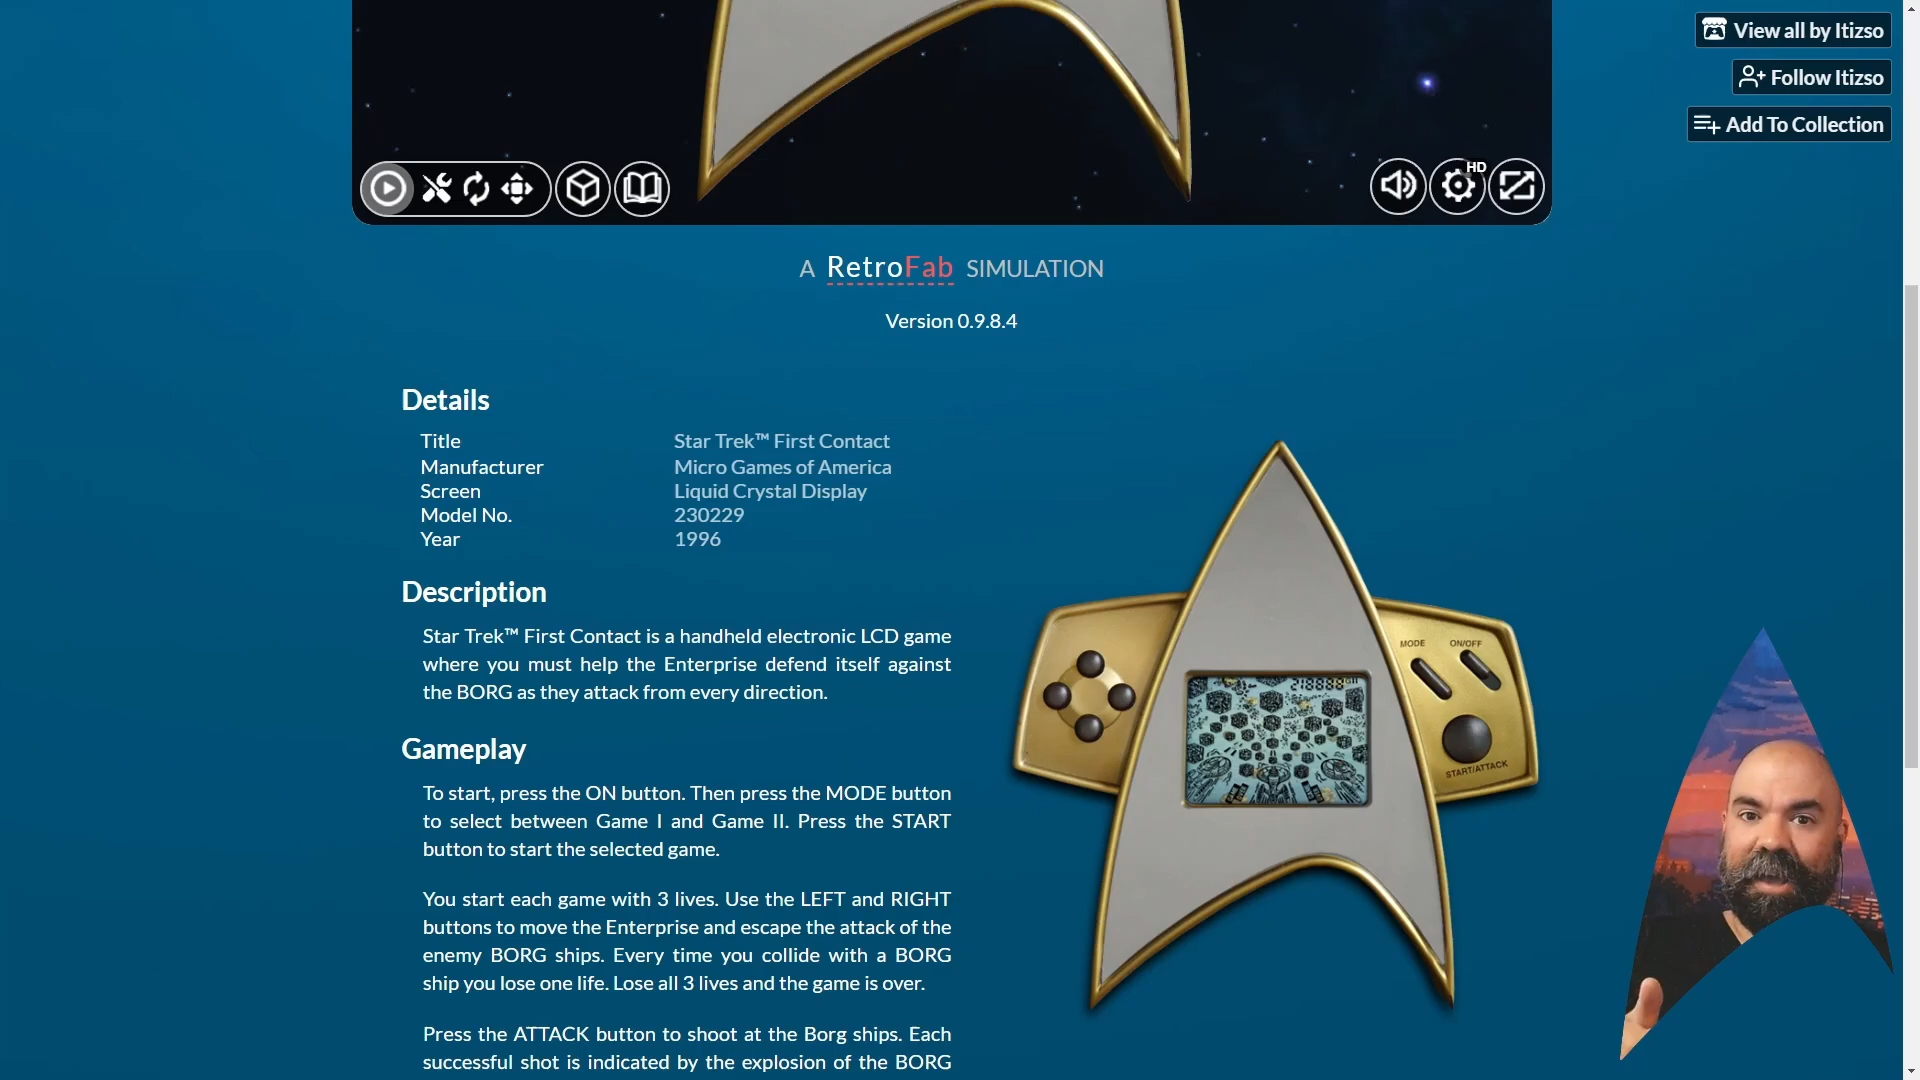 View all by Itizso
Follow Itizso
Add To Collection
HD
A RetroFab SIMULATION
Version 0.9.8.4
Details
Title Star Trek™ First Contact
Manufacturer Micro Games of America
Screen Liquid Crystal Display
Model No. 230229
Year 1996
Description
Star Trek™ First Contact is a handheld electronic LCD game
where you must help the Enterprise defend itself against
the BORG as they attack from every direction.
Gameplay
To start, press the ON button. Then press the MODE button
to select between Game I and Game II. Press the START
button to start the selected game.
You start each game with 3 lives. Use the LEFT and RIGHT
buttons to move the Enterprise and escape the attack of the
enemy BORG ships. Every time you collide with a BORG
ship you lose one life. Lose all 3 lives and the game is over.
Press the ATTACK button to shoot at the Borg ships. Each
successful shot is indicated by the explosion of the BORG
MODE ON/OFF
START/ATTACK